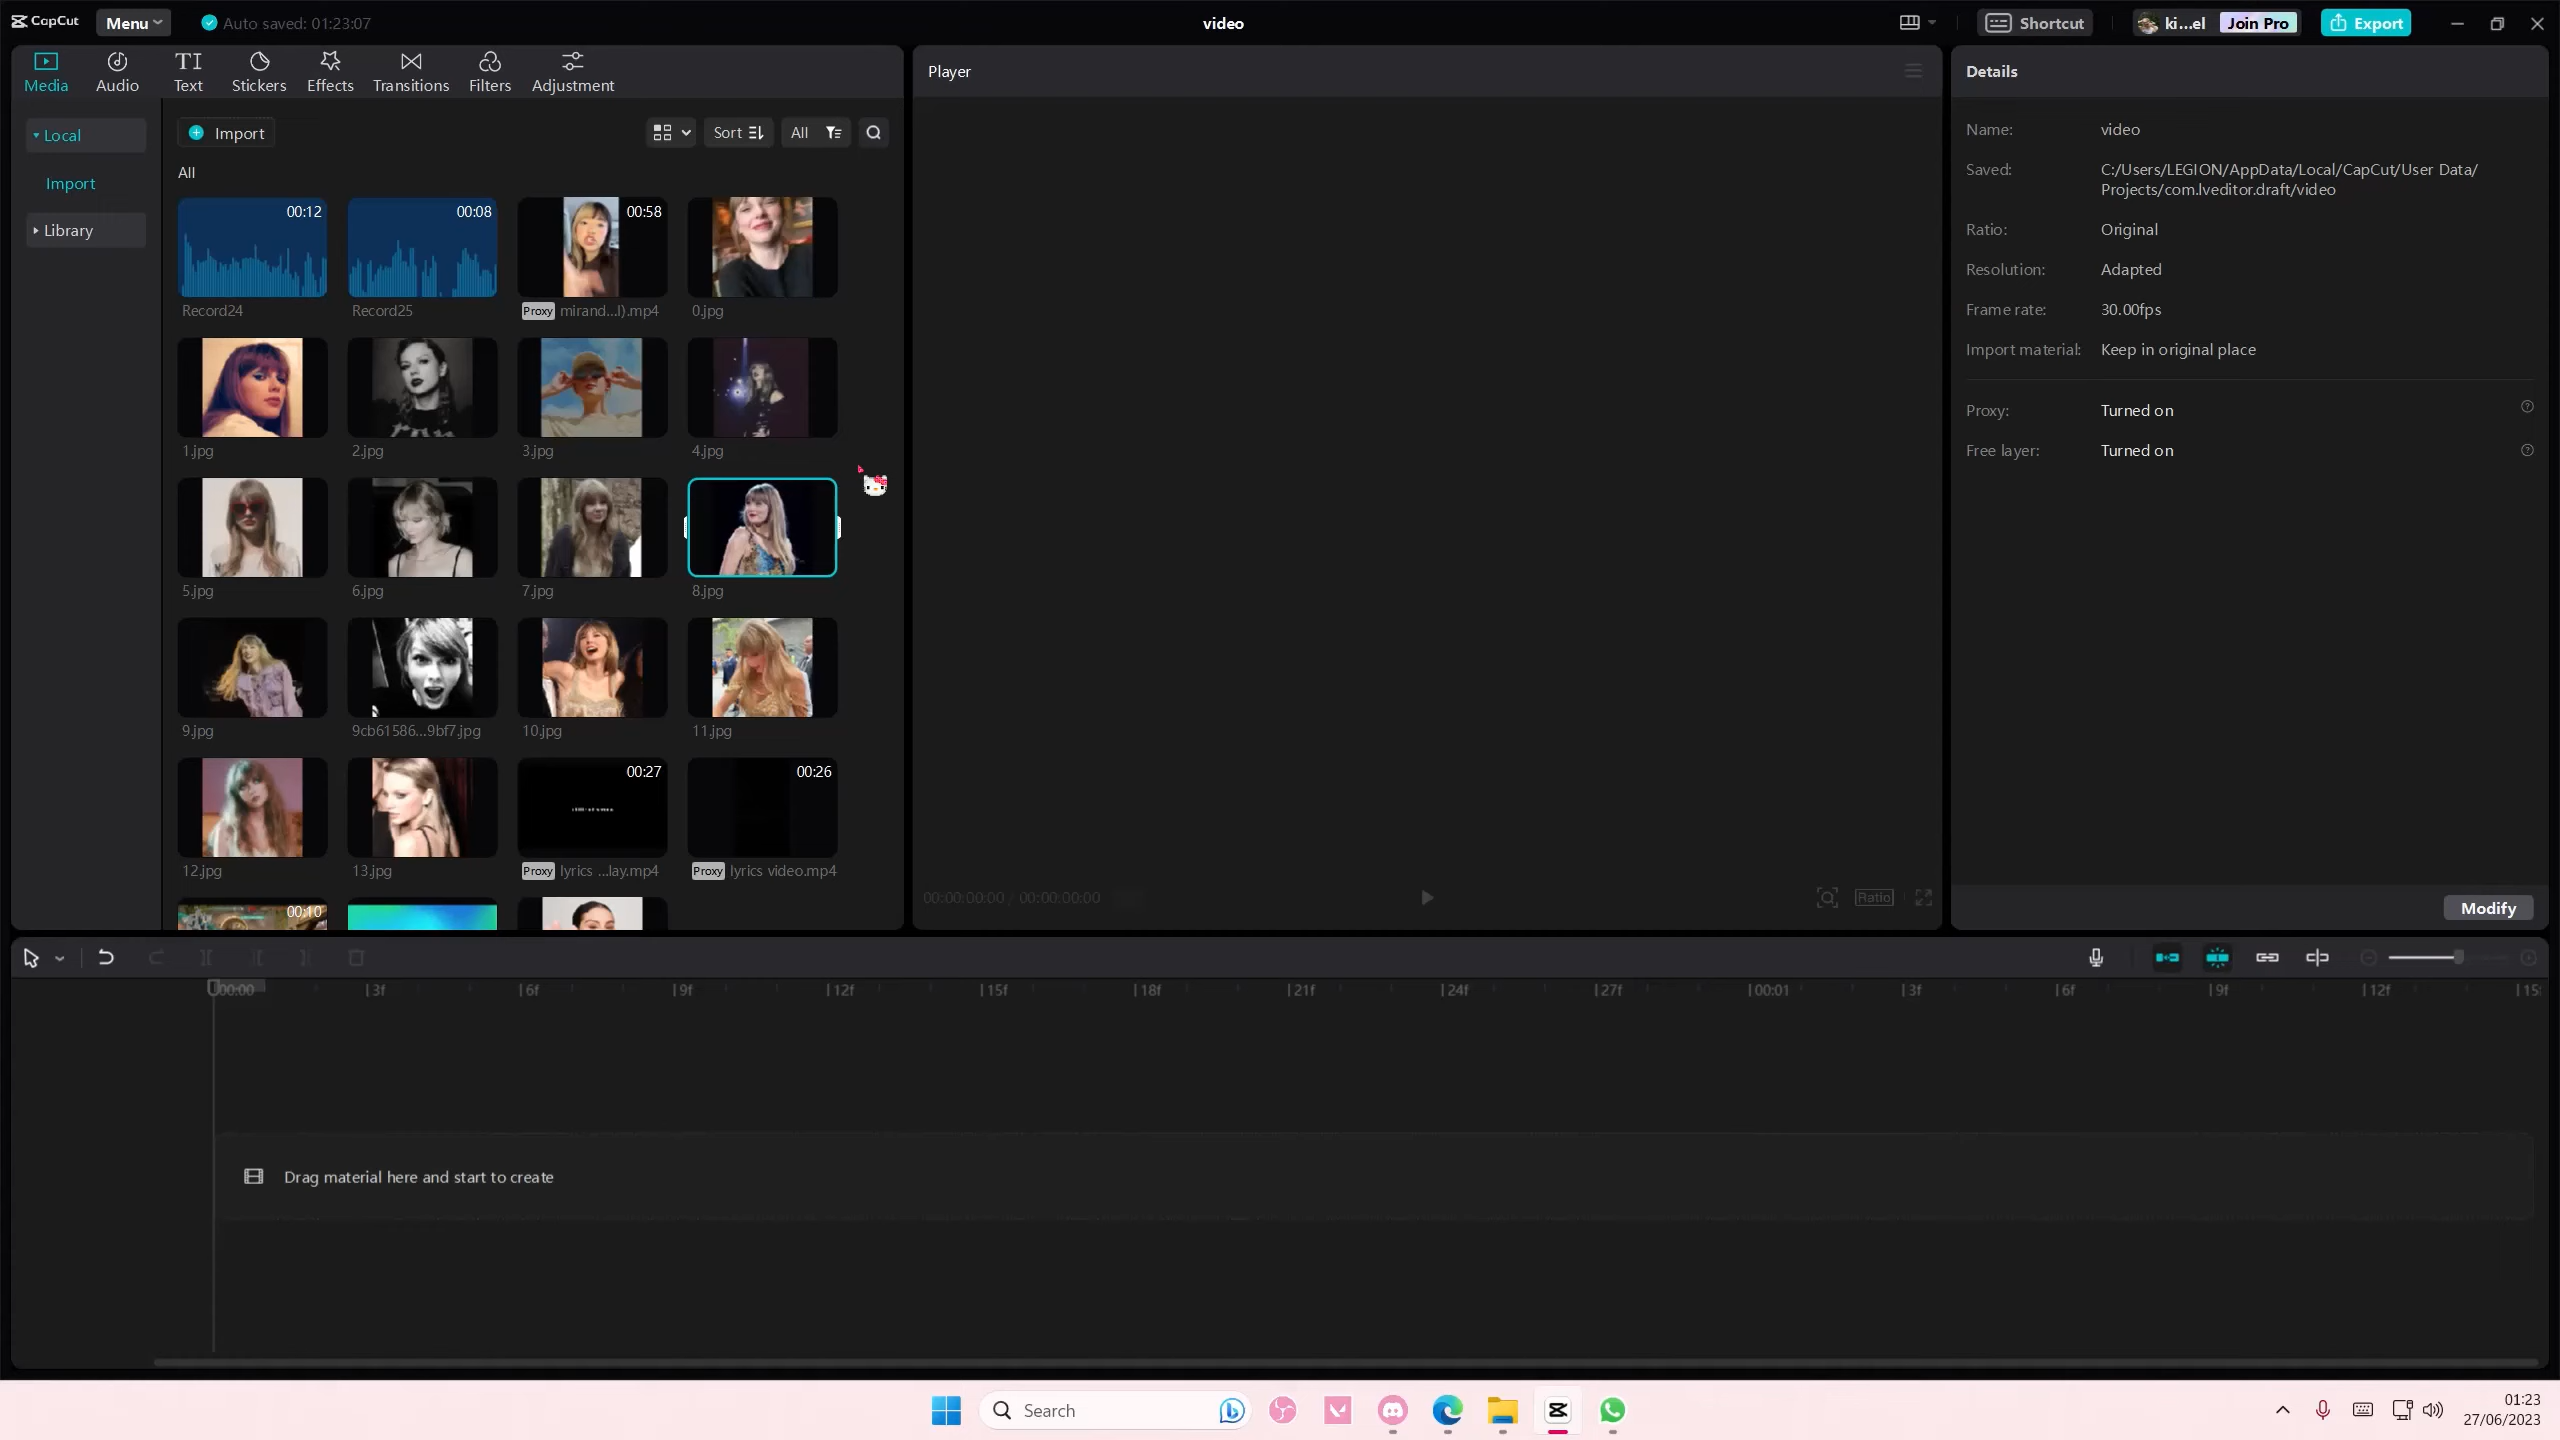 CapCut
Menu
Auto saved: 01:23:07
video
Shortcut
ki...el
Join Pro
Export
Media
Audio
TI
Text
Stickers
Effects
Transitions
Filters
Adjustment
Local
Import
Library
Import
Sort
All
All
00:12
Record24
00:08
Record25
00:58
Proxy mirand...l).mp4
0.jpg
1.jpg
2.jpg
3.jpg
4.jpg
5.jpg
6.jpg
7.jpg
8.jpg
9.jpg
9cb61586...9bf7.jpg
10.jpg
11.jpg
12.jpg
13.jpg
00:27
Proxy lyrics ...lay.mp4
00:26
Proxy lyrics video.mp4
00:10
Player
00:00:00:00 / 00:00:00:00
Ratio
Details
Name: video
Saved: C:/Users/LEGION/AppData/Local/CapCut/User Data/
Projects/com.lveditor.draft/video
Ratio: Original
Resolution: Adapted
Frame rate: 30.00fps
Import material: Keep in original place
Proxy: Turned on
Free layer: Turned on
Modify
00:00 3f 6f 9f 12f 15f 18f 21f 24f 27f 00:01 3f 6f 9f 12f 15
Drag material here and start to create
Search
01:23
27/06/2023